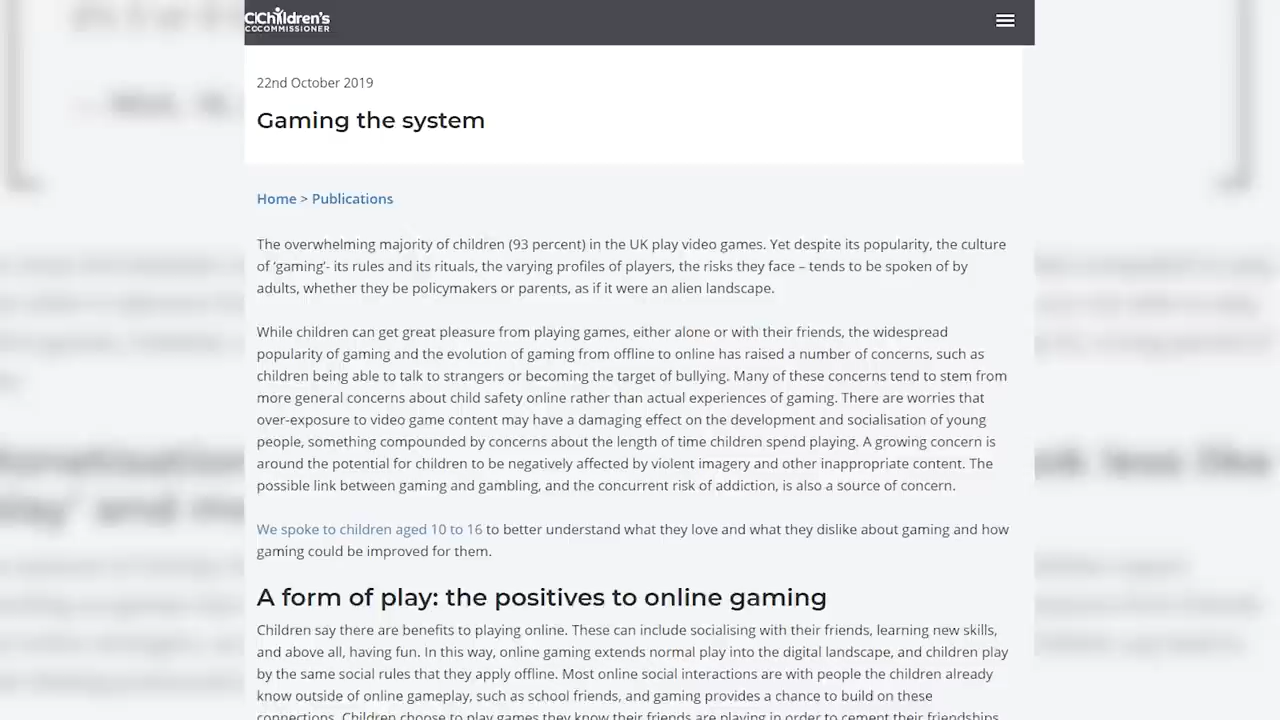 Children's
COMMISSIONER
22nd October 2019
Gaming the system
Home > Publications
The overwhelming majority of children (93 percent) in the UK play video games. Yet despite its popularity, the culture
of ‘gaming’- its rules and its rituals, the varying profiles of players, the risks they face – tends to be spoken of by
adults, whether they be policymakers or parents, as if it were an alien landscape.
While children can get great pleasure from playing games, either alone or with their friends, the widespread
popularity of gaming and the evolution of gaming from offline to online has raised a number of concerns, such as
children being able to talk to strangers or becoming the target of bullying. Many of these concerns tend to stem from
more general concerns about child safety online rather than actual experiences of gaming. There are worries that
over-exposure to video game content may have a damaging effect on the development and socialisation of young
people, something compounded by concerns about the length of time children spend playing. A growing concern is
around the potential for children to be negatively affected by violent imagery and other inappropriate content. The
possible link between gaming and gambling, and the concurrent risk of addiction, is also a source of concern.
We spoke to children aged 10 to 16 to better understand what they love and what they dislike about gaming and how
gaming could be improved for them.
A form of play: the positives to online gaming
Children say there are benefits to playing online. These can include socialising with their friends, learning new skills,
and above all, having fun. In this way, online gaming extends normal play into the digital landscape, and children play
by the same social rules that they apply offline. Most online social interactions are with people the children already
know outside of online gameplay, such as school friends, and gaming provides a chance to build on these
connections. Children choose to play games they know their friends are playing in order to cement their friendships